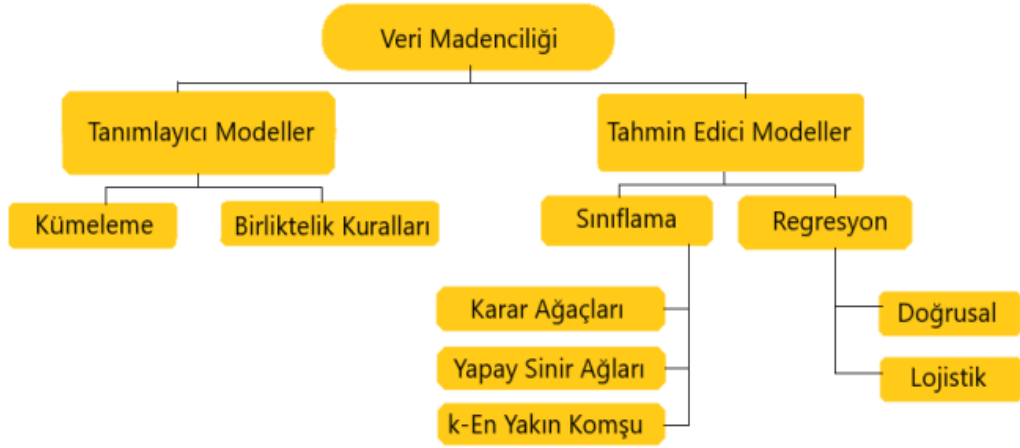 Veri Madenciliği
Tanımlayıcı Modeller
Tahmin Edici Modeller
Kümeleme
Birliktelik Kuralları
Sınıflama
Regresyon
Karar Ağaçları
Yapay Sinir Ağları
k-En Yakın Komşu
Doğrusal
Lojistik